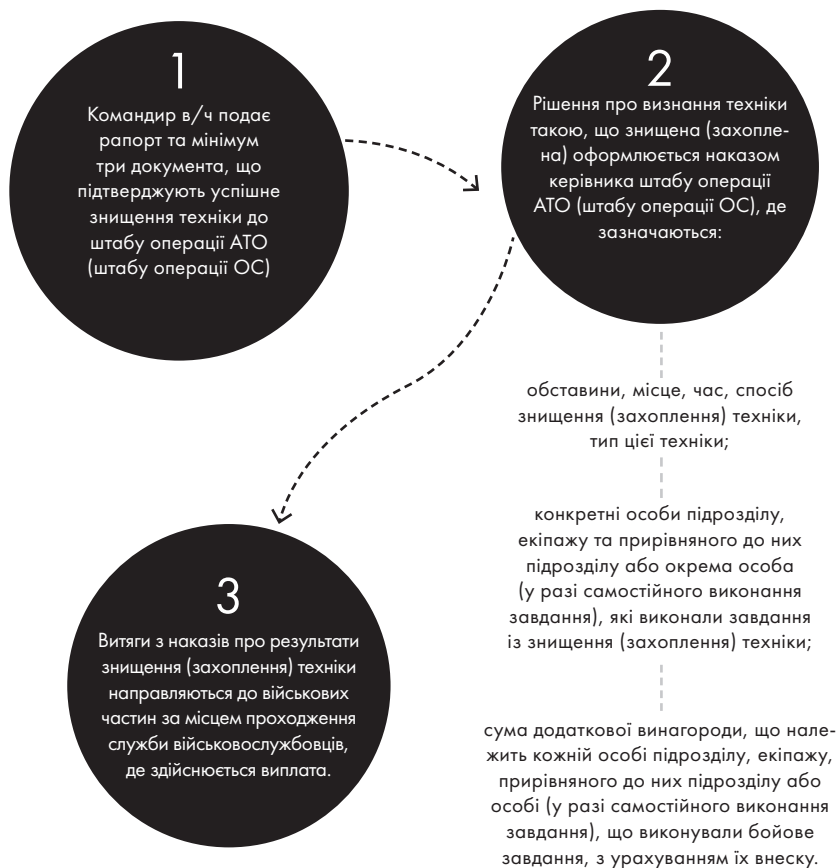 1
Командир в/ч подає
рапорт та мінімум
три документа, що
підтверджують успішне
знищення техніки до
штабу операції АТО
(штабу операції ОС)
2
Рішення про визнання техніки
такою, що знищена (захопле-
на) оформлюється наказом
керівника штабу операції
АТО (штабу операції ОС), де
зазначаються:
обставини, місце, час, спосіб
знищення (захоплення) техніки,
тип цієї техніки;
конкретні особи підрозділу,
екіпажу та прирівняного до них
підрозділу або окрема особа
(у разі самостійного виконання
завдання), які виконали завдання
із знищення (захоплення) техніки;
сума додаткової винагороди, що нале-
жить кожній особі підрозділу, екіпажу,
прирівняного до них підрозділу або
особі (у разі самостійного виконання
завдання), що виконували бойове
завдання, з урахуванням їх внеску.
3
Витяги з наказів про результати
знищення (захоплення) техніки
направляються до військових
частин за місцем проходження
служби військовослужбовців,
де здійснюється виплата.